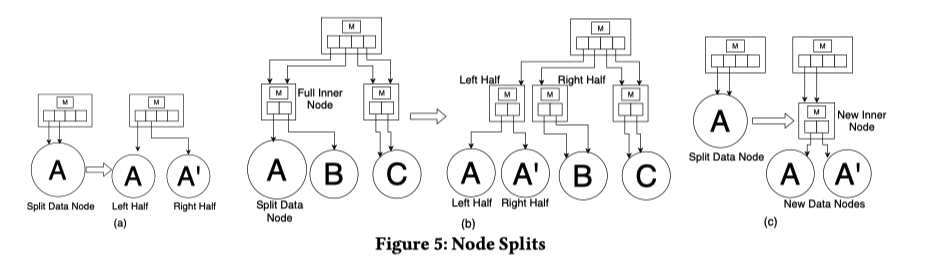 M
M
A
A
A'
Split Data Node
Left Half
Right Half
(a)
M
M
Full Inner
Node
M
A
B
C
Split Data
Node
M
Left Half
Right Half
M
M
M
A
A'
B
C
Left Half
Right Half
(b)
M
M
A
M
New Inner
Node
Split Data Node
A
A'
New Data Nodes
(c)
Figure 5: Node Splits